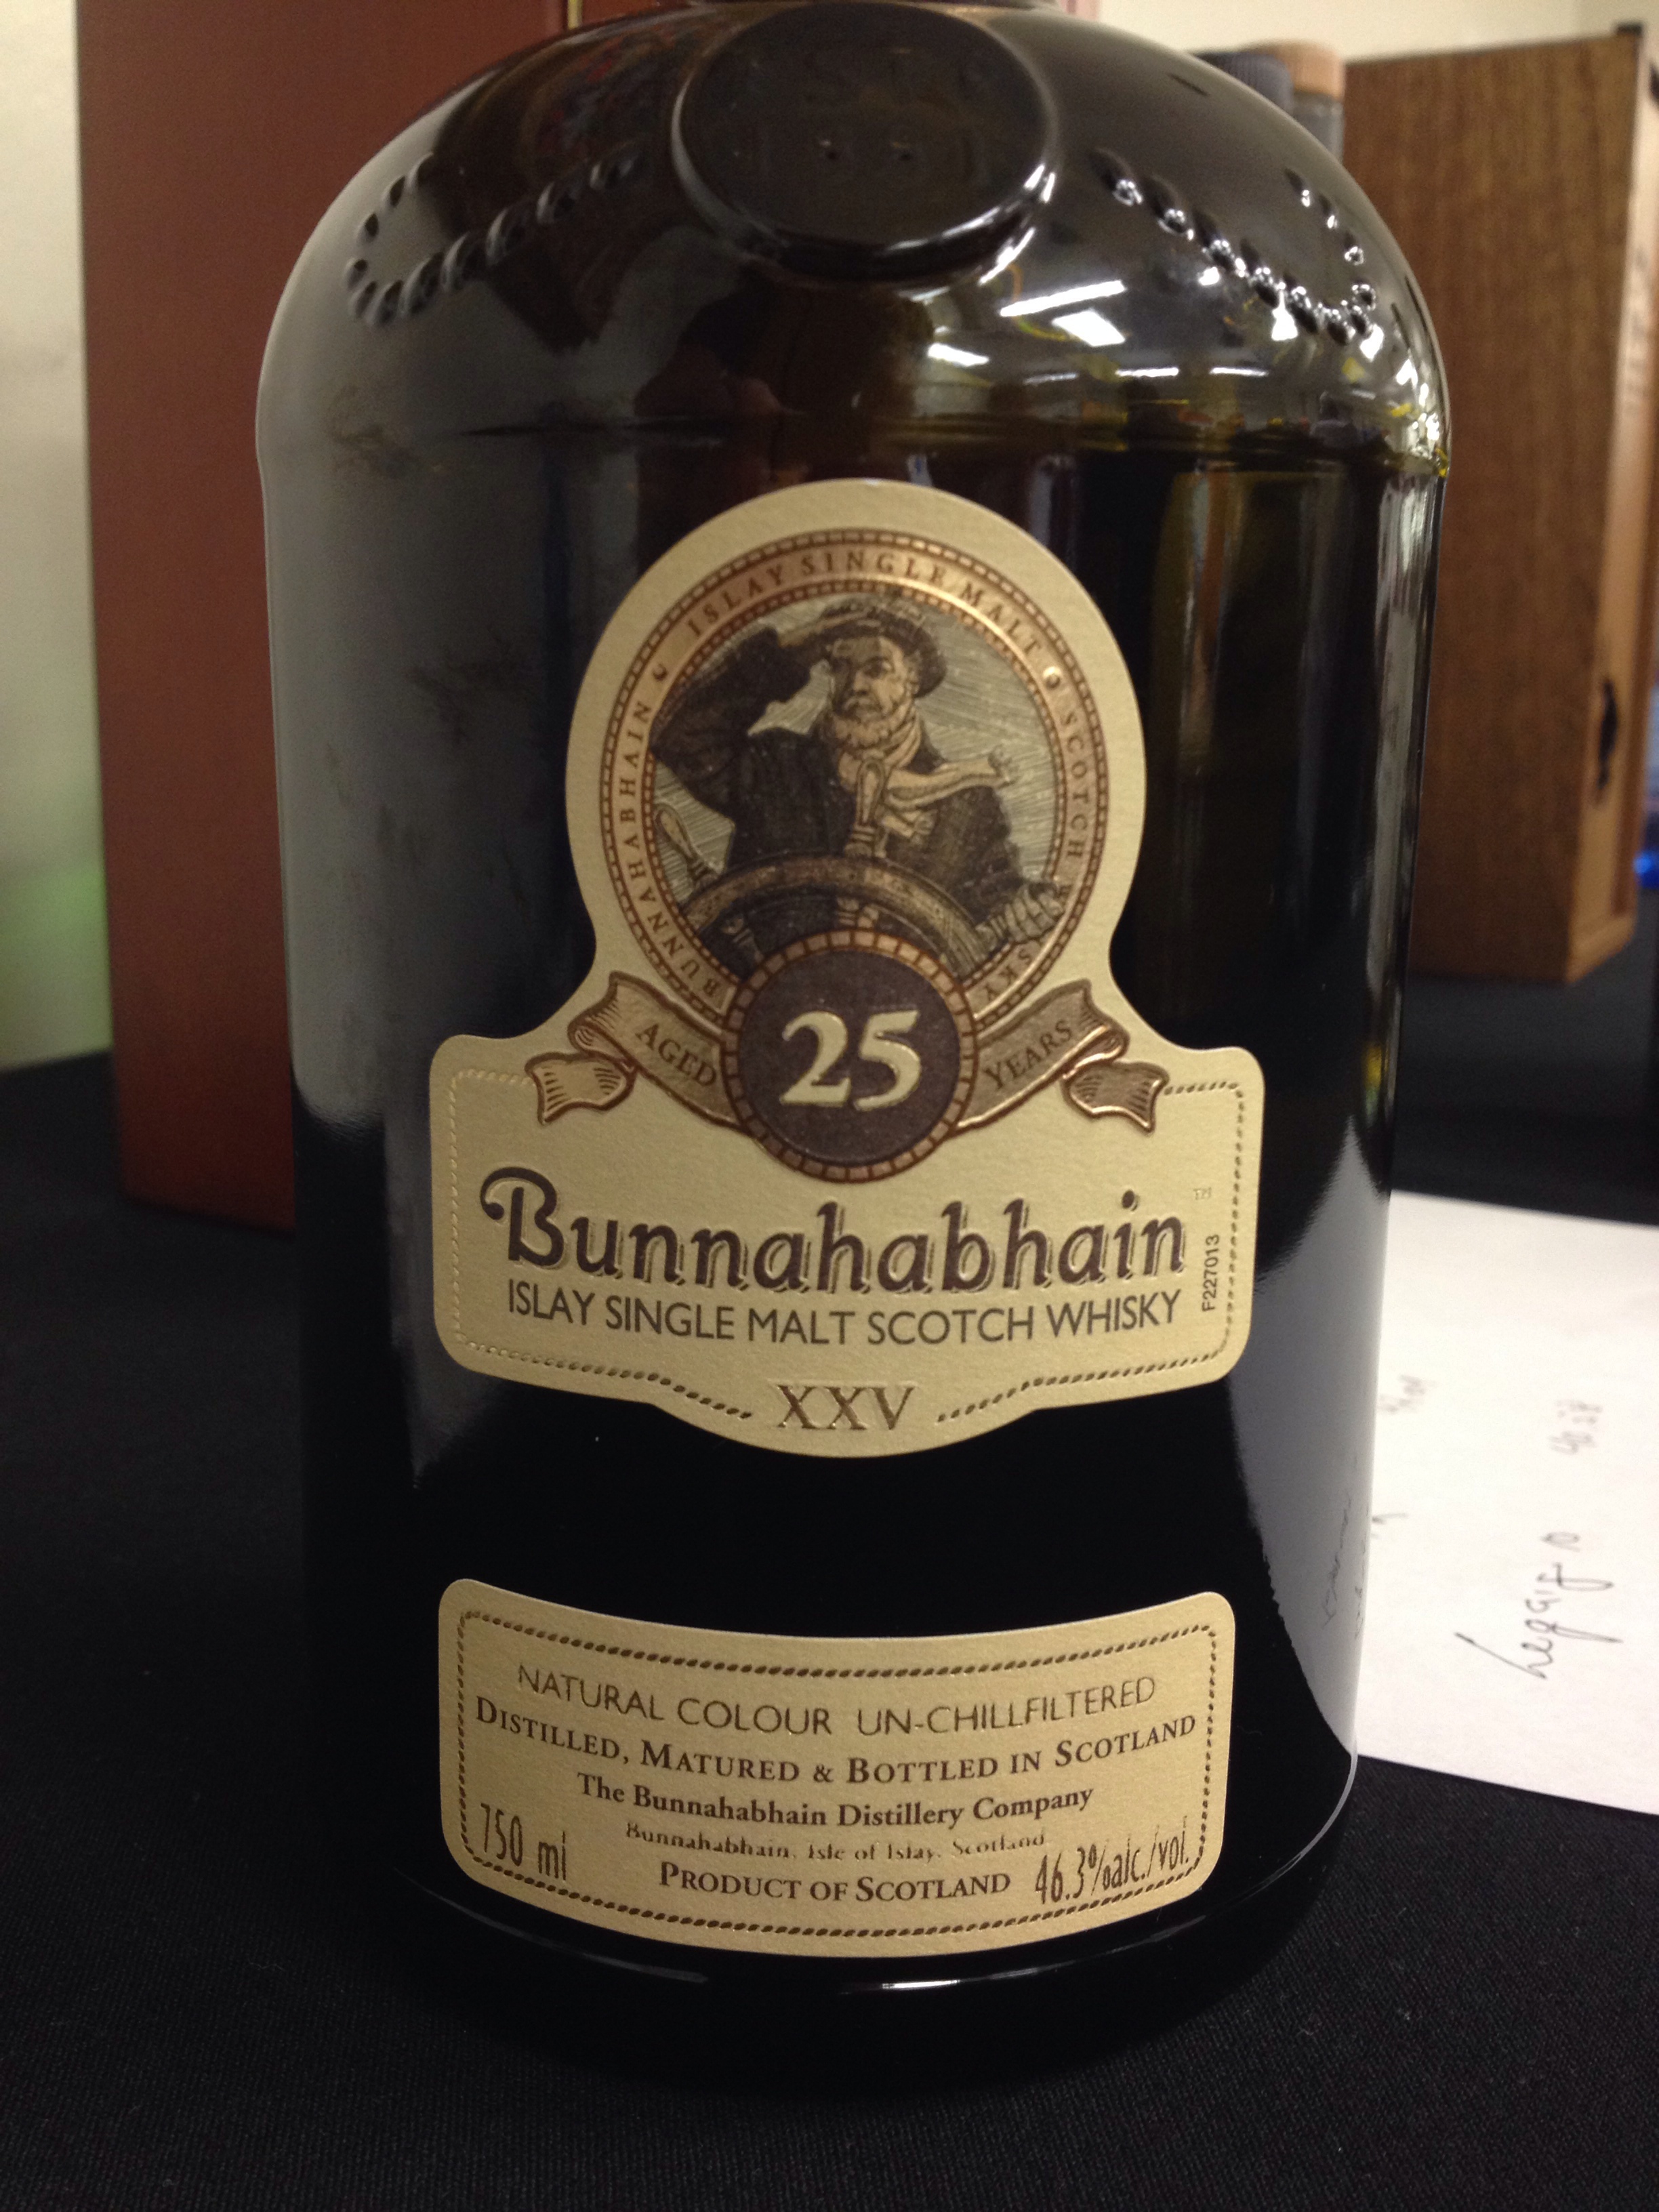 BUNNAHABHAIN ISLAY SINGLE MALT SCOTCH WHISKY
AGED 25 YEARS
Bunnahabhain™
ISLAY SINGLE MALT SCOTCH WHISKY
F227013
XXV
NATURAL COLOUR UN-CHILLFILTERED
DISTILLED, MATURED & BOTTLED IN SCOTLAND
The Bunnahabhain Distillery Company
Bunnahabhain, Isle of Islay, Scotland
750 ml PRODUCT OF SCOTLAND 46.3%alc./vol.